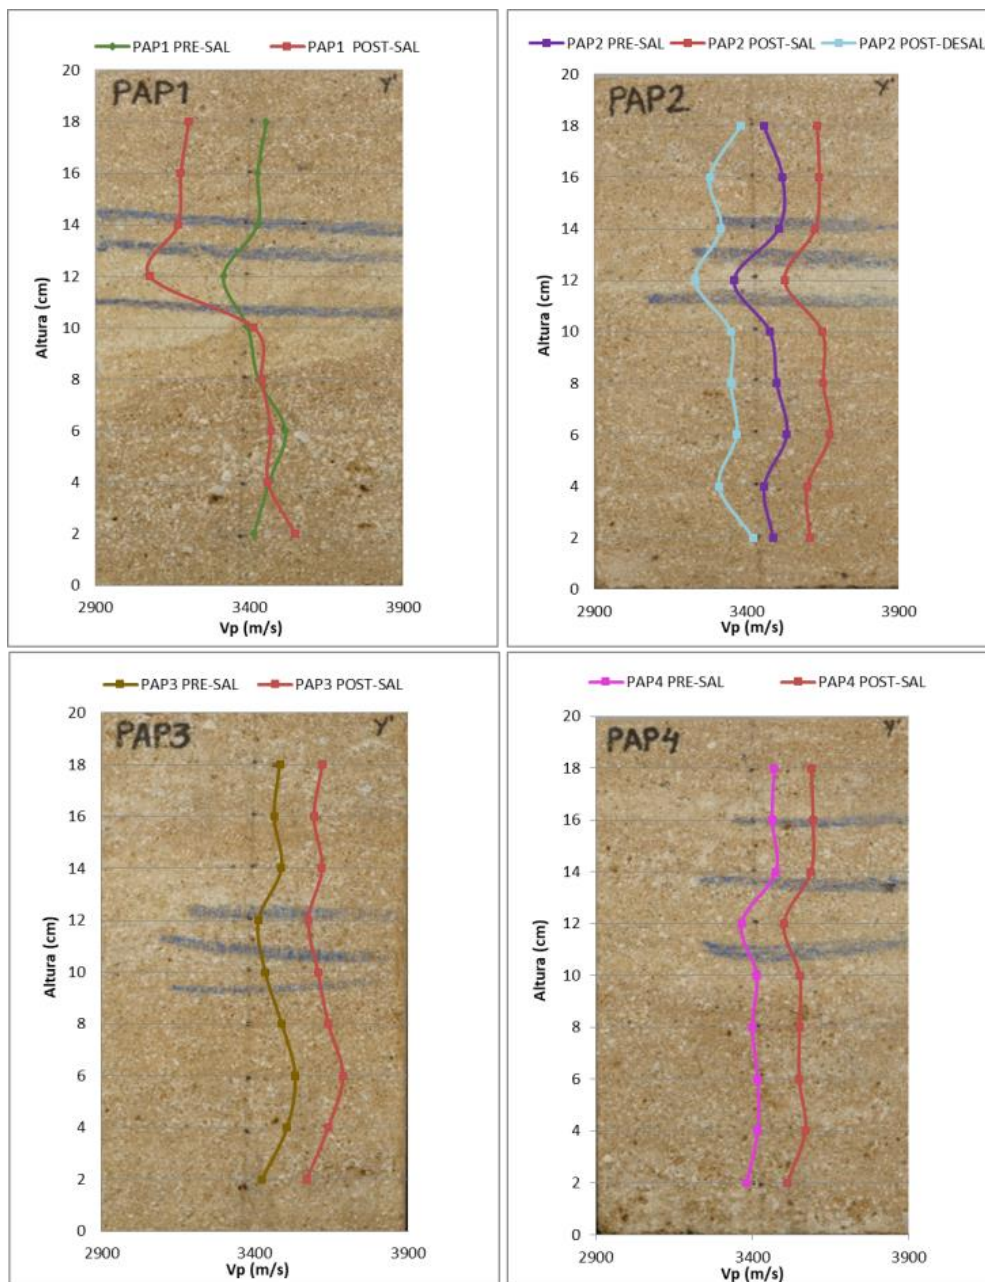 PAP1 PRE-SAL PAP1 POST-SAL
20
PAP1 Y'
18
16
14
12
10
8
6
4
2
0
Altura (cm)
2900 3400 3900
Vp (m/s)
PAP2 PRE-SAL PAP2 POST-SAL PAP2 POST-DESAL
20
PAP2 Y'
18
16
14
12
10
8
6
4
2
0
Altura (cm)
2900 3400 3900
Vp (m/s)
PAP3 PRE-SAL PAP3 POST-SAL
20
PAP3 Y'
18
16
14
12
10
8
6
4
2
0
Altura (cm)
2900 3400 3900
Vp (m/s)
PAP4 PRE-SAL PAP4 POST-SAL
20
PAP4 Y'
18
16
14
12
10
8
6
4
2
0
Altura (cm)
2900 3400 3900
Vp (m/s)